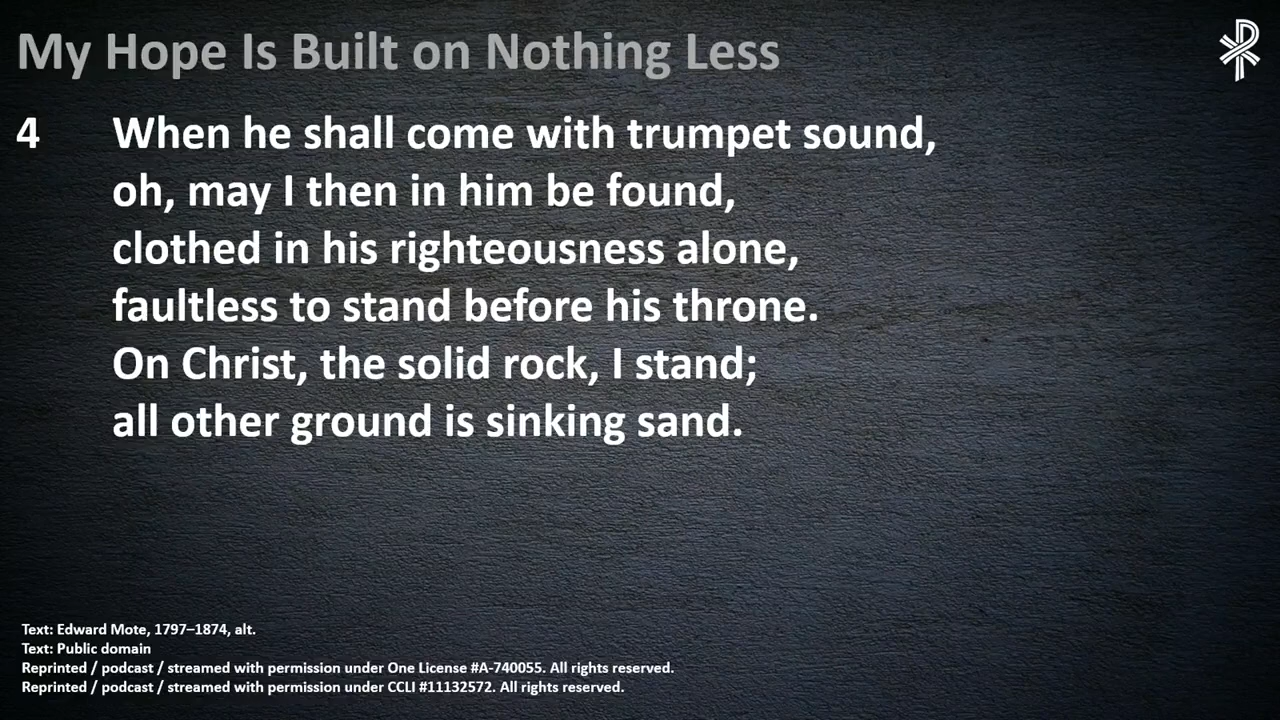 My Hope Is Built on Nothing Less
4 When he shall come with trumpet sound,
oh, may I then in him be found,
clothed in his righteousness alone,
faultless to stand before his throne.
On Christ, the solid rock, I stand;
all other ground is sinking sand.
Text: Edward Mote, 1797–1874, alt.
Text: Public domain
Reprinted / podcast / streamed with permission under One License #A-740055. All rights reserved.
Reprinted / podcast / streamed with permission under CCLI #11132572. All rights reserved.